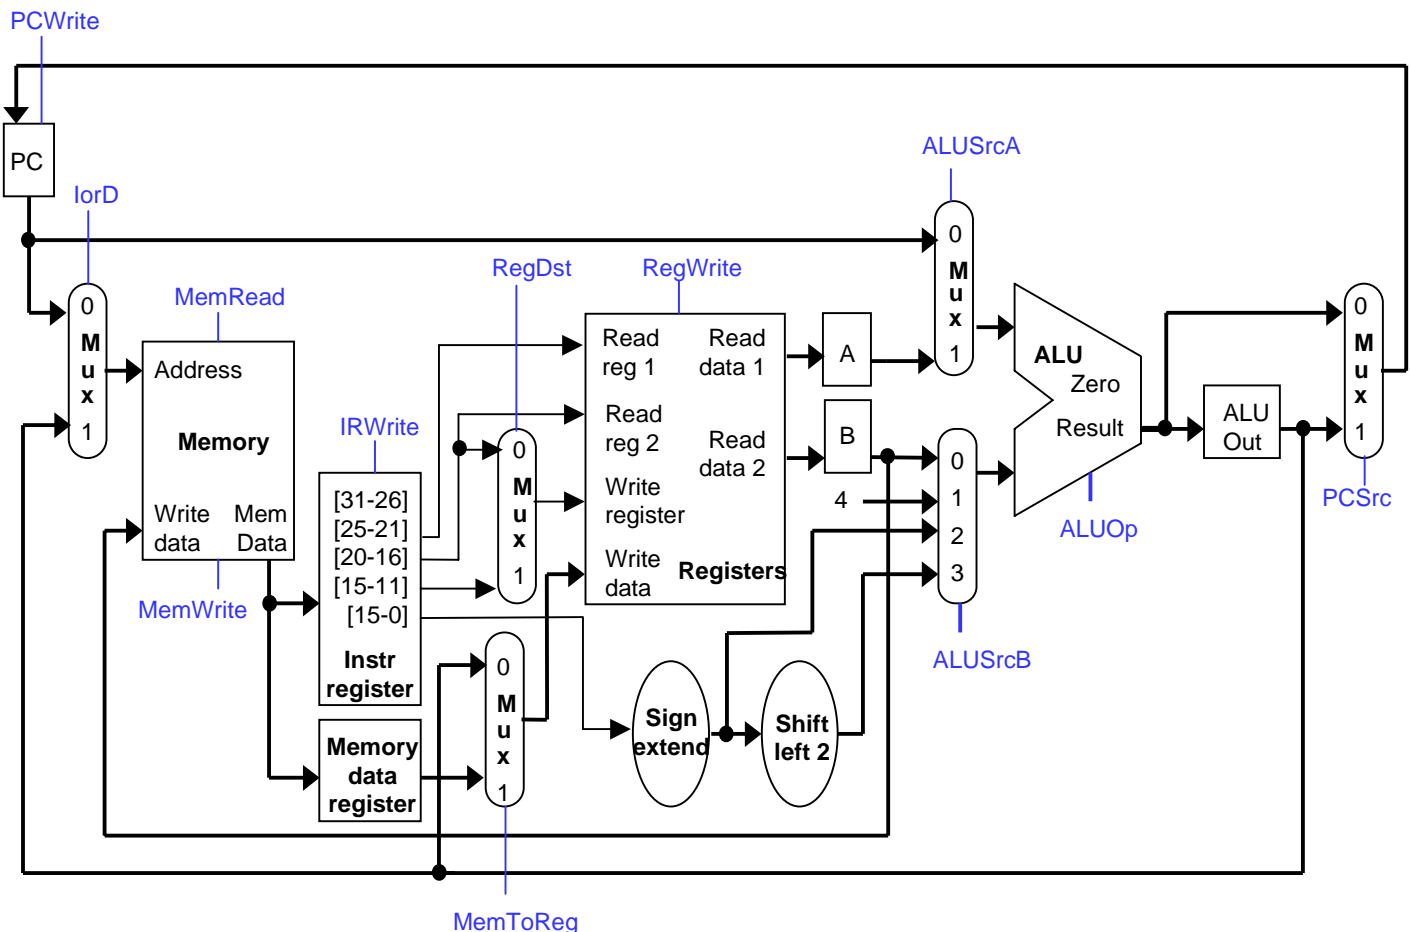 PCWrite
PC
IorD
0
M
u
x
1
MemRead
Address
Memory
Write
data
Mem
Data
MemWrite
IRWrite
[31-26]
[25-21]
[20-16]
[15-11]
[15-0]
Instr
register
Memory
data
register
RegDst
0
M
u
x
1
0
M
u
x
1
MemToReg
RegWrite
Read
reg 1
Read
data 1
Read
reg 2
Read
data 2
Write
register
Write
data
Registers
Sign
extend
Shift
left 2
A
B
4
ALUSrcA
0
M
u
x
1
0
1
2
3
ALUSrcB
ALU
Zero
Result
ALUOp
ALU
Out
0
M
u
x
1
PCSrc